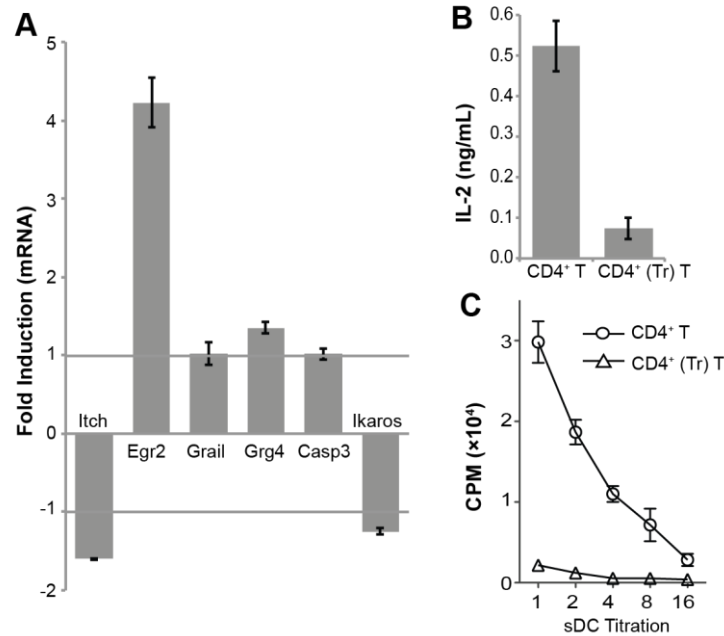 A
Fold Induction (mRNA)
5
4
3
2
1
0
-1
-2
Itch
Egr2
Grail
Grg4
Casp3
Ikaros
B
IL-2 (ng/mL)
0.6
0.5
0.4
0.3
0.2
0.1
0.0
CD4⁺ T
CD4⁺ (Tr) T
C
CPM (×10⁴)
3
2
1
0
CD4⁺ T
CD4⁺ (Tr) T
1 2 4 8 16
sDC Titration